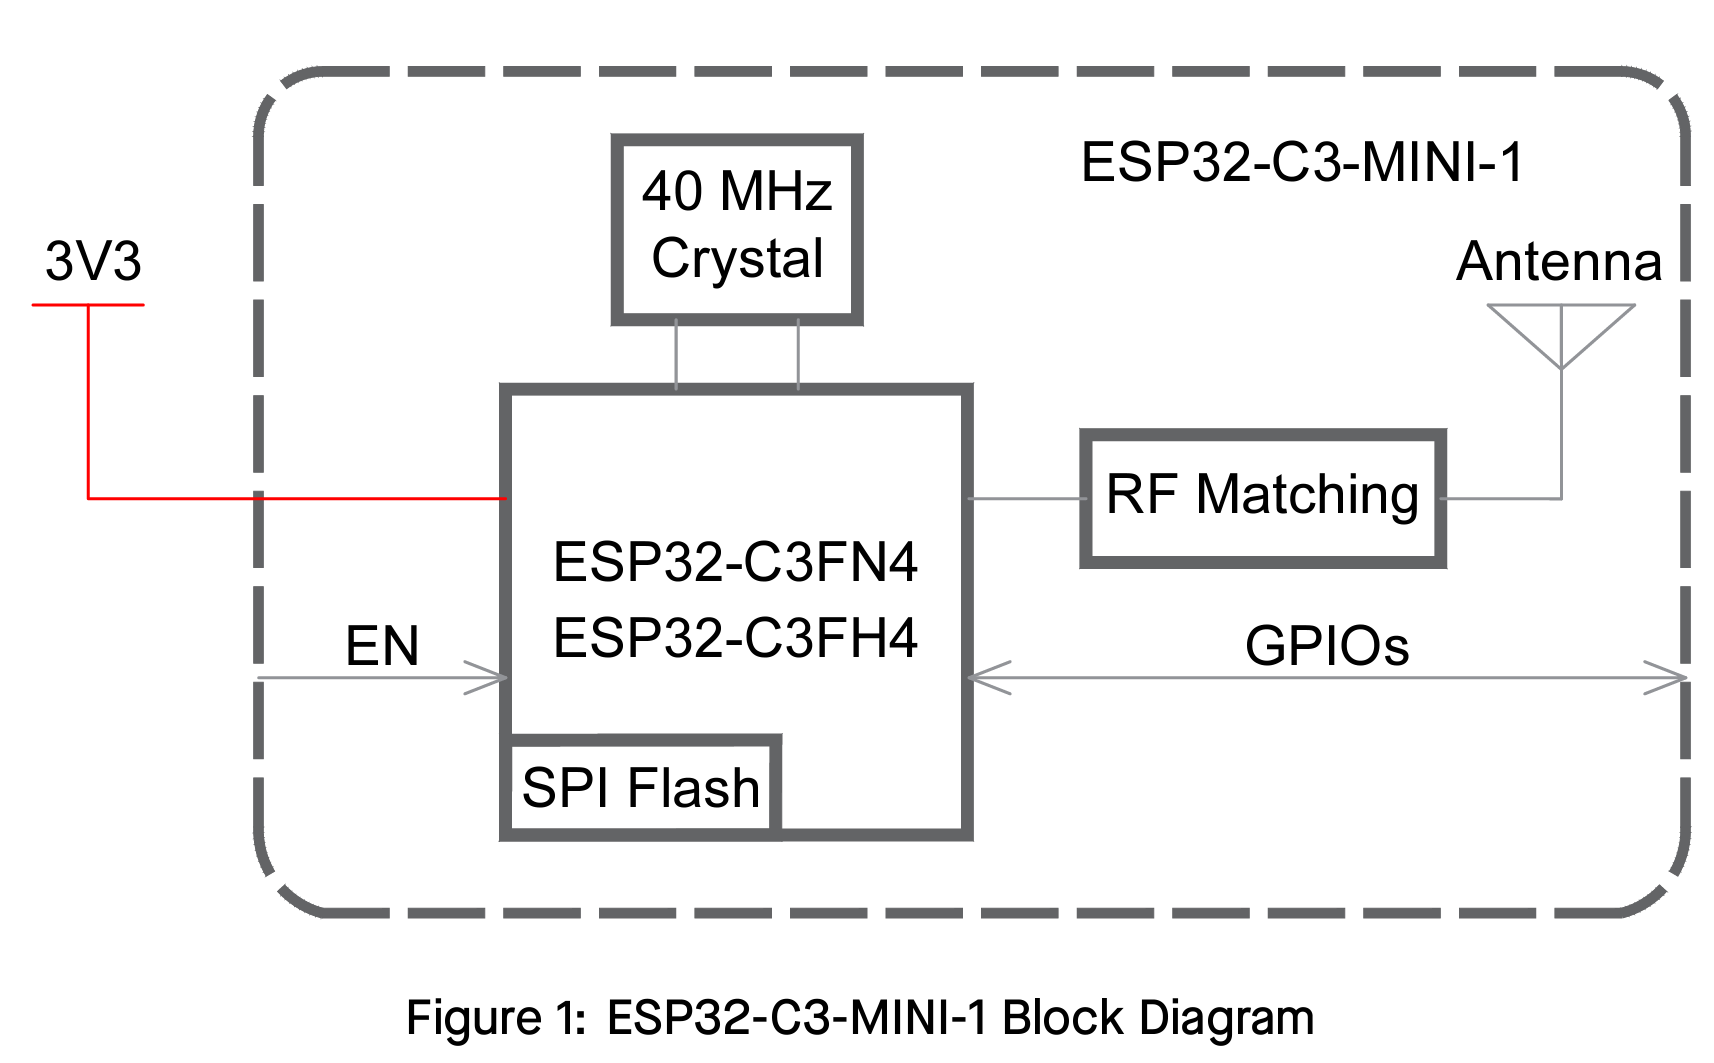 ESP32-C3-MINI-1
40 MHz
Crystal
3V3
Antenna
RF Matching
ESP32-C3FN4
ESP32-C3FH4
EN
GPIOs
SPI Flash
Figure 1: ESP32-C3-MINI-1 Block Diagram